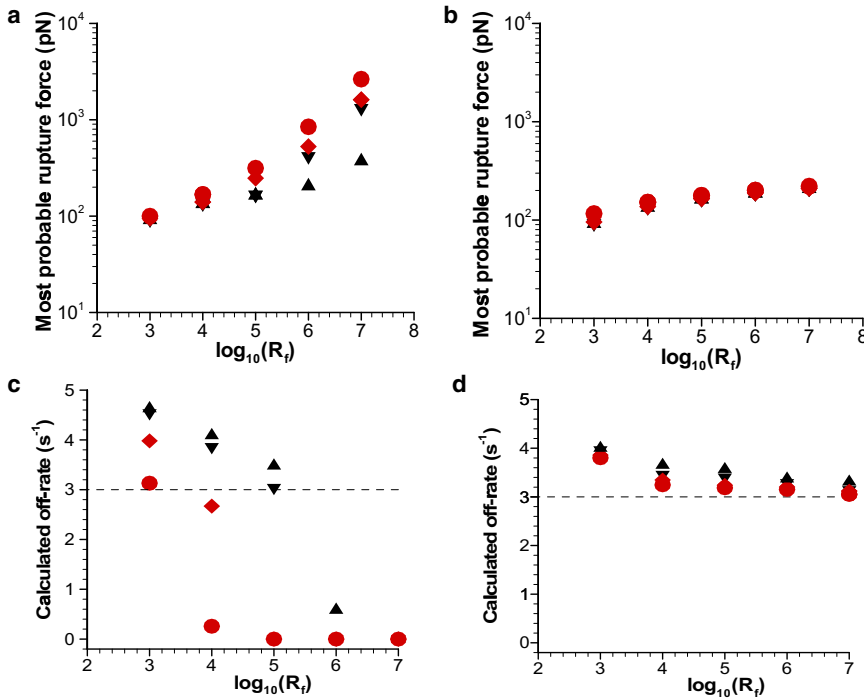 a
Most probable rupture force (pN)
10⁴
10³
10²
10¹
2 3 4 5 6 7 8
log₁₀(R_f)
b
Most probable rupture force (pN)
10⁴
10³
10²
10¹
2 3 4 5 6 7 8
log₁₀(R_f)
c
Calculated off-rate (s⁻¹)
5
4
3
2
1
0
2 3 4 5 6 7
log₁₀(R_f)
d
Calculated off-rate (s⁻¹)
5
4
3
2
1
0
2 3 4 5 6 7
log₁₀(R_f)